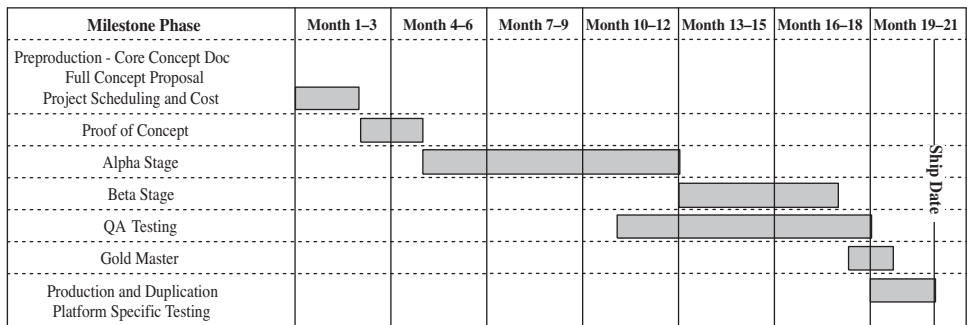 Milestone Phase Month 1–3 Month 4–6 Month 7–9 Month 10–12 Month 13–15 Month 16–18 Month 19–21
Preproduction - Core Concept Doc
Full Concept Proposal
Project Scheduling and Cost
Proof of Concept
Alpha Stage
Beta Stage
QA Testing
Gold Master
Production and Duplication
Platform Specific Testing
Ship Date